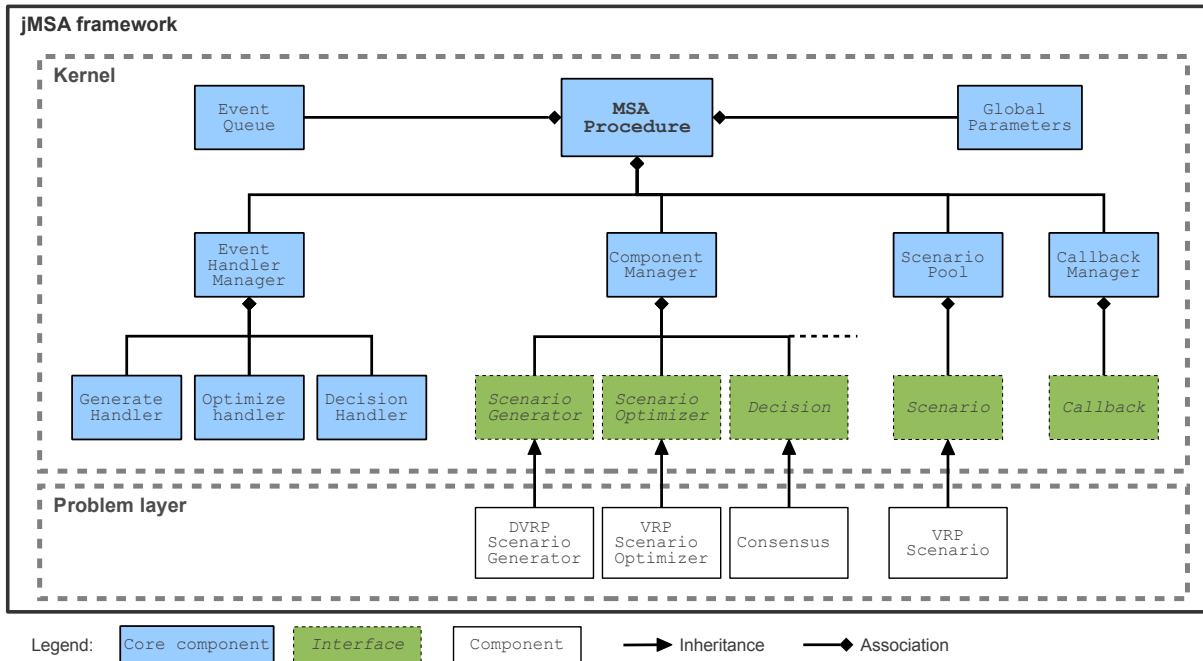 jMSA framework
Kernel
Event
Queue
MSA
Procedure
Global
Parameters
Event
Handler
Manager
Component
Manager
Scenario
Pool
Callback
Manager
Generate
Handler
Optimize
handler
Decision
Handler
Scenario
Generator
Scenario
Optimizer
Decision
Scenario
Callback
Problem layer
DVRP
Scenario
Generator
VRP
Scenario
Optimizer
Consensus
VRP
Scenario
Legend:
Core component
Interface
Component
Inheritance
Association